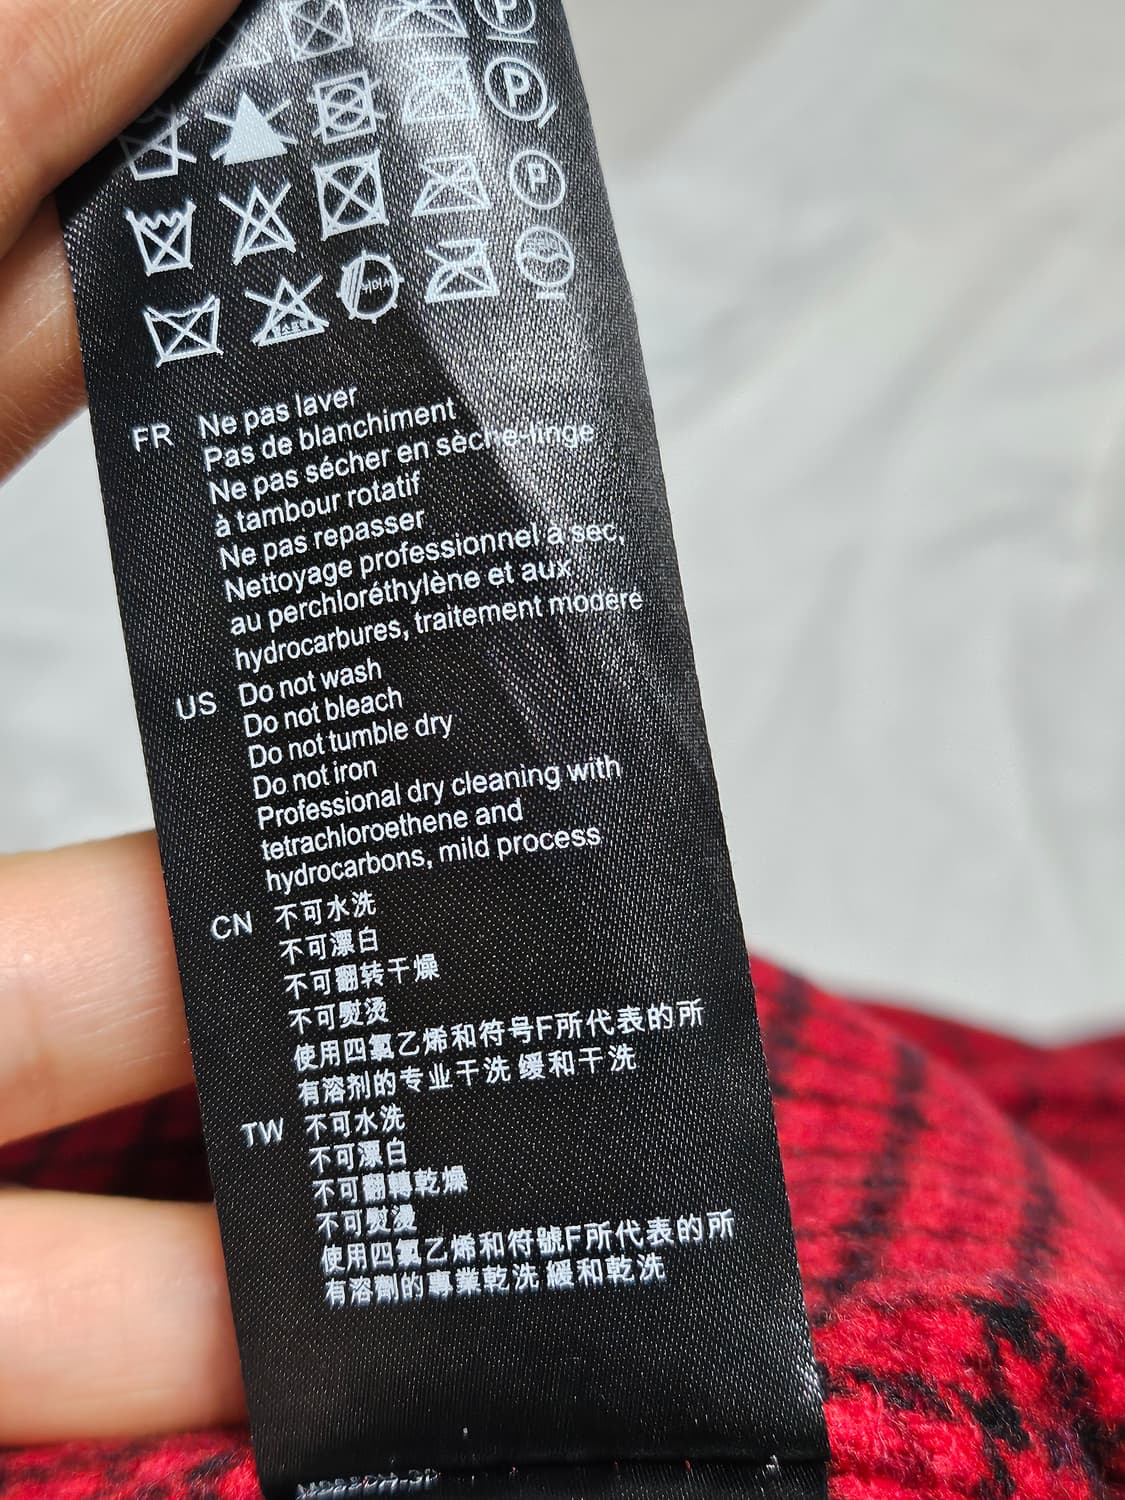 P
P
P
FR Ne pas laver
Pas de blanchiment
Ne pas sécher en sèche-linge
à tambour rotatif
Ne pas repasser
Nettoyage professionnel à sec,
au perchloréthylène et aux
hydrocarbures, traitement modéré
US Do not wash
Do not bleach
Do not tumble dry
Do not iron
Professional dry cleaning with
tetrachloroethene and
hydrocarbons, mild process
CN 不可水洗
不可漂白
不可翻转干燥
不可熨烫
使用四氯乙烯和符号F所代表的所
有溶剂的专业干洗 缓和干洗
TW 不可水洗
不可漂白
不可翻轉乾燥
不可熨燙
使用四氯乙烯和符號F所代表的所
有溶劑的專業乾洗 緩和乾洗